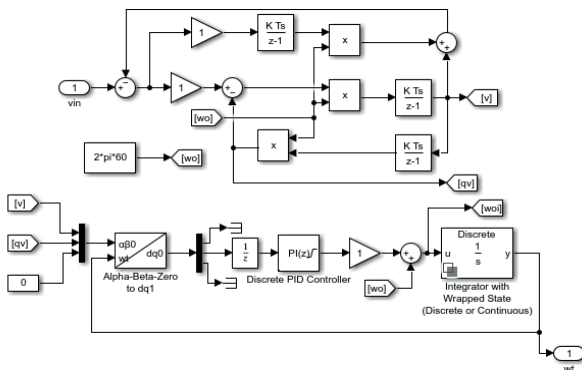 1
K Ts
z-1
x
+
+
1
vin
−
+
1
−
+
x
K Ts
z-1
[v]
[wo]
x
K Ts
z-1
2*pi*60
[wo]
[qv]
[v]
[qv]
0
αβ0
wt
dq0
Alpha-Beta-Zero
to dq1
1
z
PI(z)
Discrete PID Controller
1
+
+
[wo]
[woi]
Discrete
u
1
s
y
Integrator with
Wrapped State
(Discrete or Continuous)
1
wt